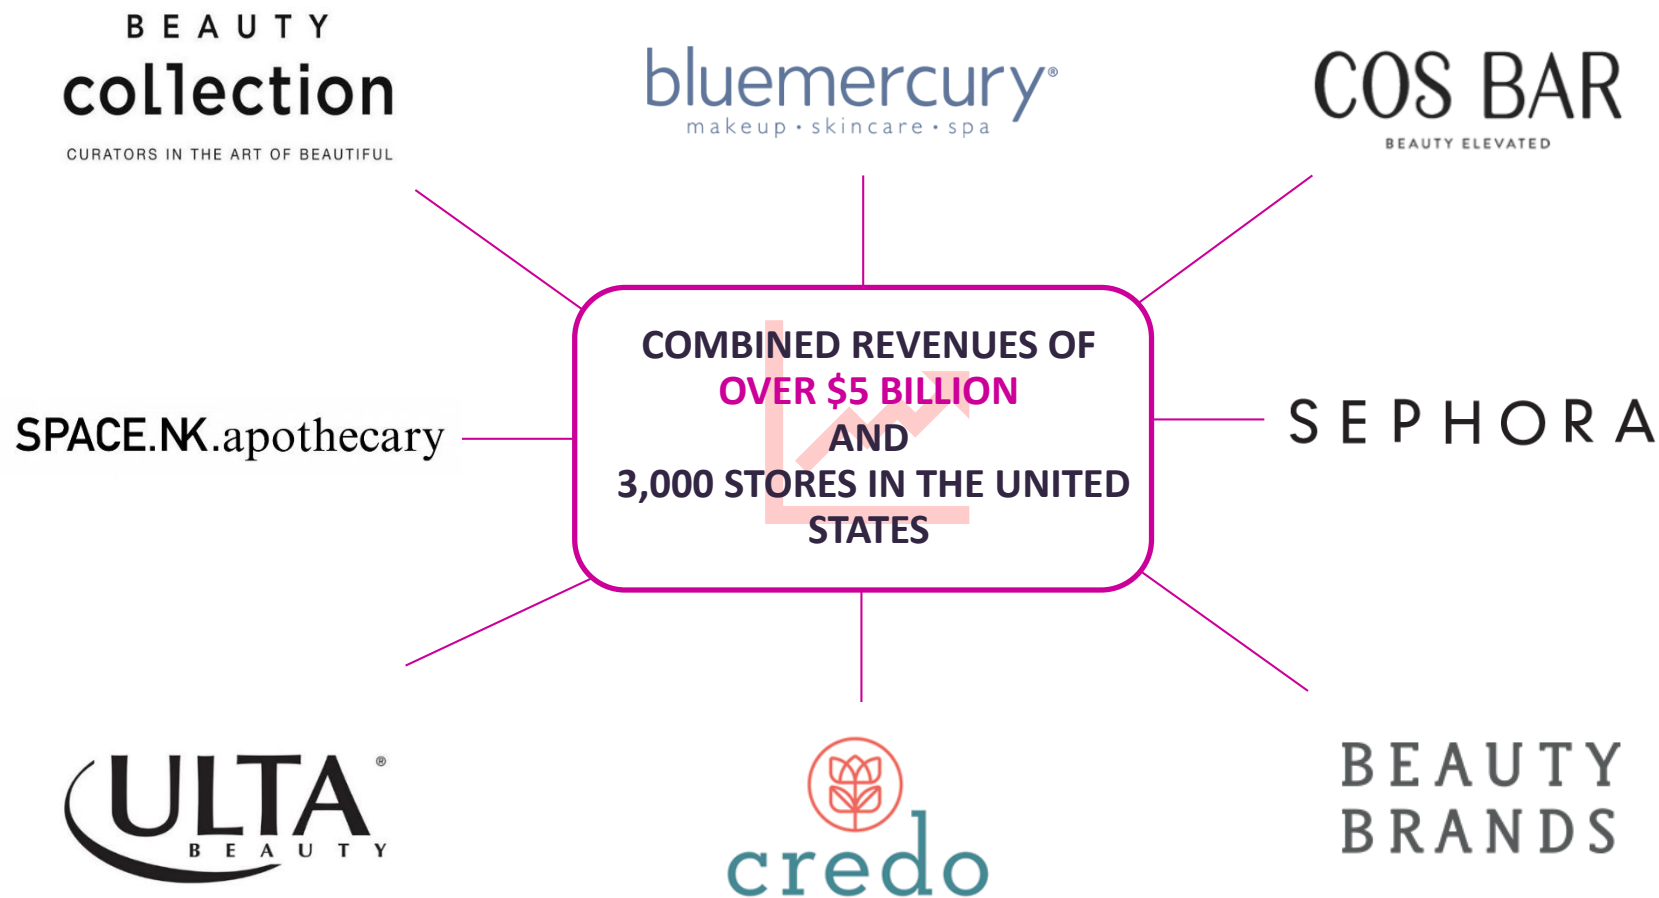 BEAUTY
collection
CURATORS IN THE ART OF BEAUTIFUL
bluemercury®
makeup • skincare • spa
COS BAR
BEAUTY ELEVATED
COMBINED REVENUES OF
OVER $5 BILLION
AND
3,000 STORES IN THE UNITED
STATES
SPACE.NK.apothecary
SEPHORA
ULTA®
BEAUTY
credo
BEAUTY
BRANDS